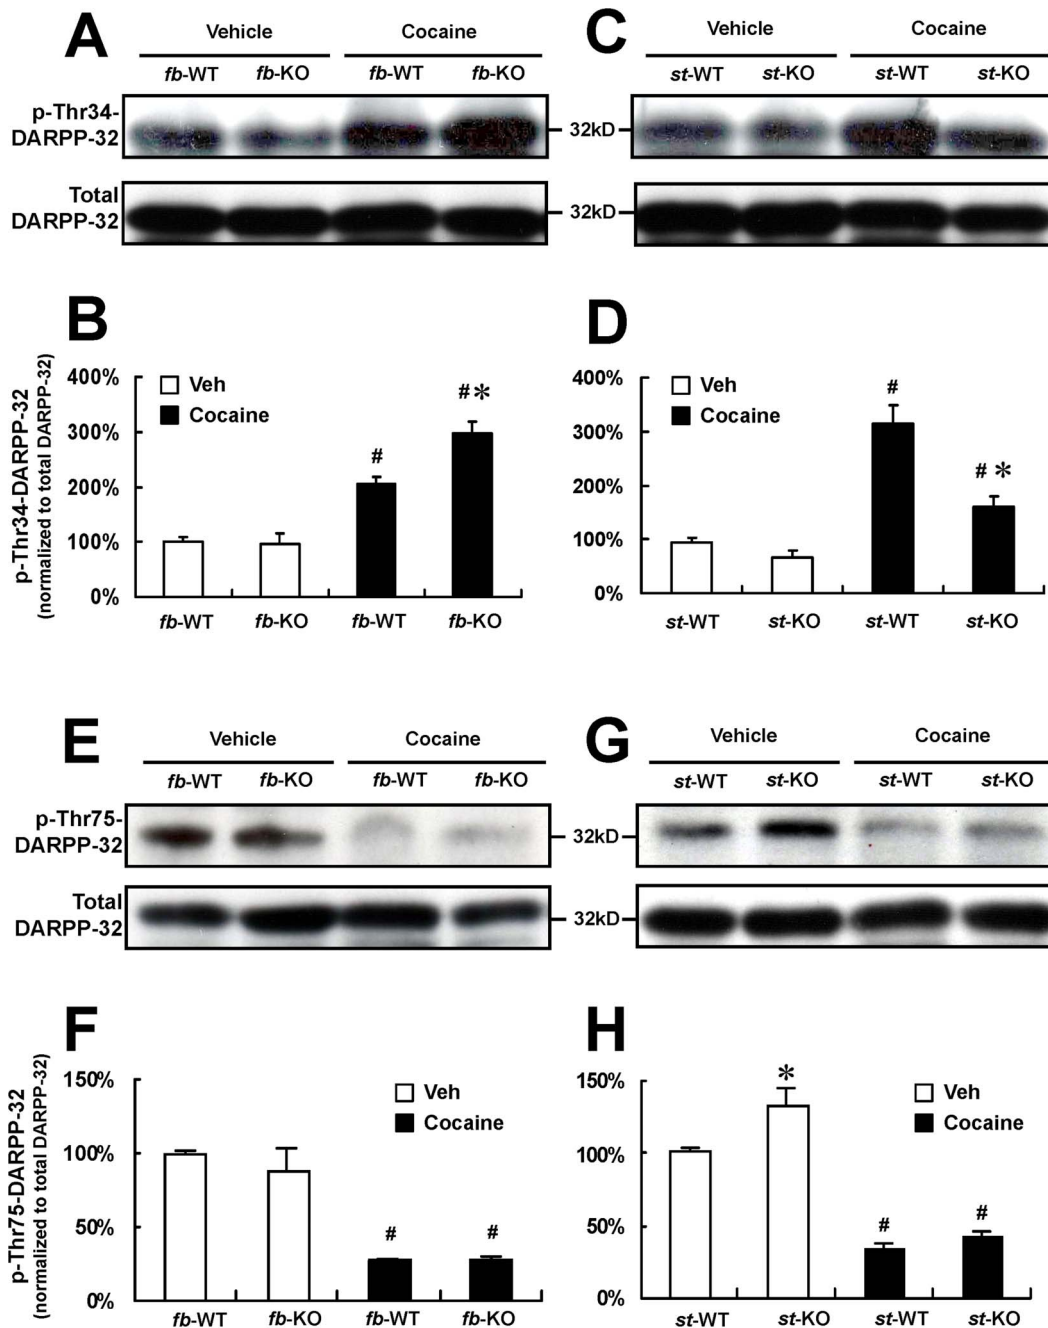 A
Vehicle Cocaine
fb-WT fb-KO fb-WT fb-KO
p-Thr34-
DARPP-32
32kD
Total
DARPP-32
32kD
C
Vehicle Cocaine
st-WT st-KO st-WT st-KO
B
p-Thr34-DARPP-32
(normalized to total DARPP-32)
400%
300%
200%
100%
0%
Veh
Cocaine
#
#*
fb-WT fb-KO fb-WT fb-KO
D
400%
300%
200%
100%
0%
Veh
Cocaine
#
# *
st-WT st-KO st-WT st-KO
E
Vehicle Cocaine
fb-WT fb-KO fb-WT fb-KO
p-Thr75-
DARPP-32
32kD
Total
DARPP-32
32kD
G
Vehicle Cocaine
st-WT st-KO st-WT st-KO
F
p-Thr75-DARPP-32
(normalized to total DARPP-32)
150%
100%
50%
0%
Veh
Cocaine
# #
fb-WT fb-KO fb-WT fb-KO
H
150%
100%
50%
0%
*
Veh
Cocaine
# #
st-WT st-KO st-WT st-KO